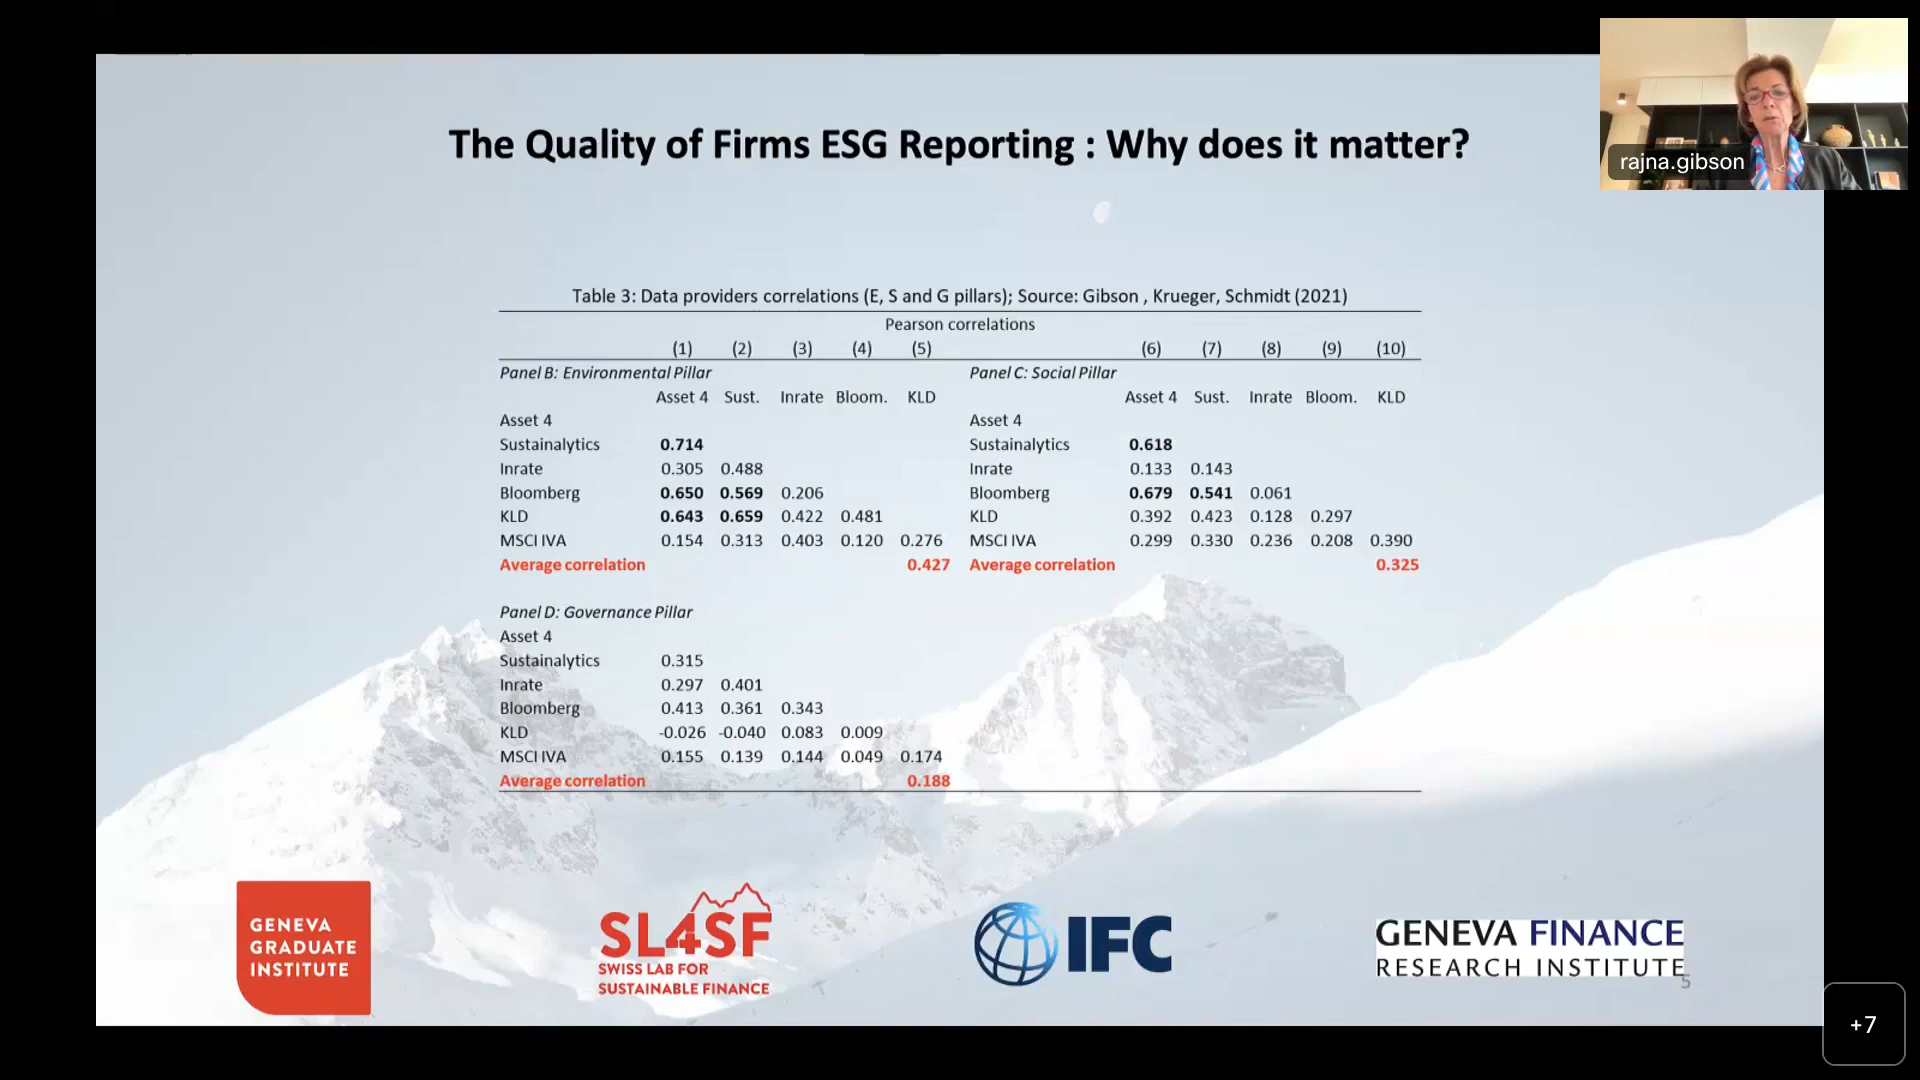 The Quality of Firms ESG Reporting : Why does it matter?
rajna.gibson
Table 3: Data providers correlations (E, S and G pillars); Source: Gibson , Krueger, Schmidt (2021)
Pearson correlations
(1) (2) (3) (4) (5) (6) (7) (8) (9) (10)
Panel B: Environmental Pillar Panel C: Social Pillar
Asset 4 Sust. Inrate Bloom. KLD Asset 4 Sust. Inrate Bloom. KLD
Asset 4 Asset 4
Sustainalytics 0.714 Sustainalytics 0.618
Inrate 0.305 0.488 Inrate 0.133 0.143
Bloomberg 0.650 0.569 0.206 Bloomberg 0.679 0.541 0.061
KLD 0.643 0.659 0.422 0.481 KLD 0.392 0.423 0.128 0.297
MSCI IVA 0.154 0.313 0.403 0.120 0.276 MSCI IVA 0.299 0.330 0.236 0.208 0.390
Average correlation 0.427 Average correlation 0.325
Panel D: Governance Pillar
Asset 4
Sustainalytics 0.315
Inrate 0.297 0.401
Bloomberg 0.413 0.361 0.343
KLD -0.026 -0.040 0.083 0.009
MSCI IVA 0.155 0.139 0.144 0.049 0.174
Average correlation 0.188
GENEVA
GRADUATE
INSTITUTE
SL4SF
SWISS LAB FOR
SUSTAINABLE FINANCE
IFC
GENEVA FINANCE
RESEARCH INSTITUTE
5
+7